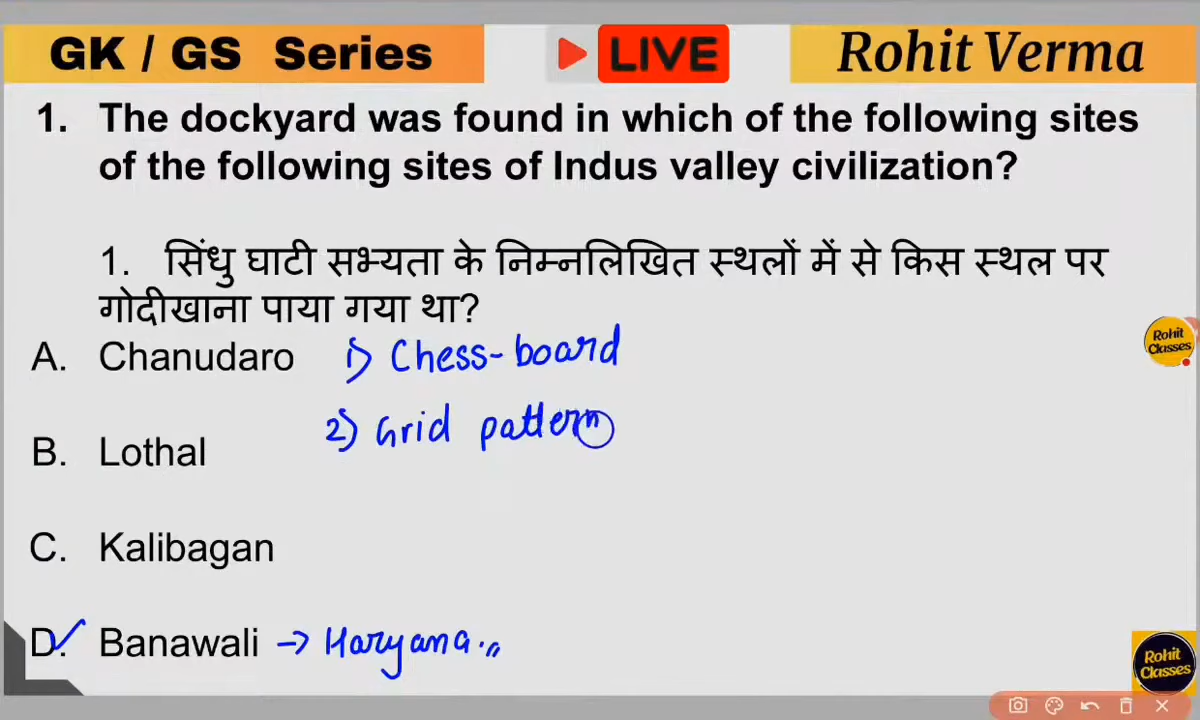 GK / GS Series
LIVE
Rohit Verma
1. The dockyard was found in which of the following sites
of the following sites of Indus valley civilization?
1. सिंधु घाटी सभ्यता के निम्नलिखित स्थलों में से किस स्थल पर
गोदीखाना पाया गया था?
Rohit
Classes
A. Chanudaro 1) Chess-board
2) Grid pattern
B. Lothal
C. Kalibagan
D. Banawali → Haryana
Rohit
Classes